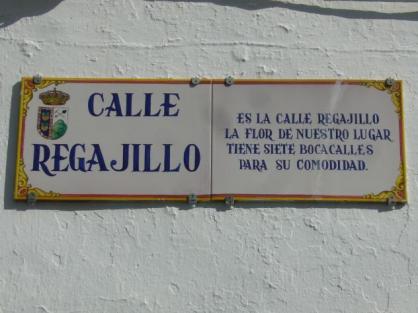 CALLE
REGAJILLO
ES LA CALLE REGAJILLO
LA FLOR DE NUESTRO LUGAR
TIENE SIETE BOCACALLES
PARA SU COMODIDAD.